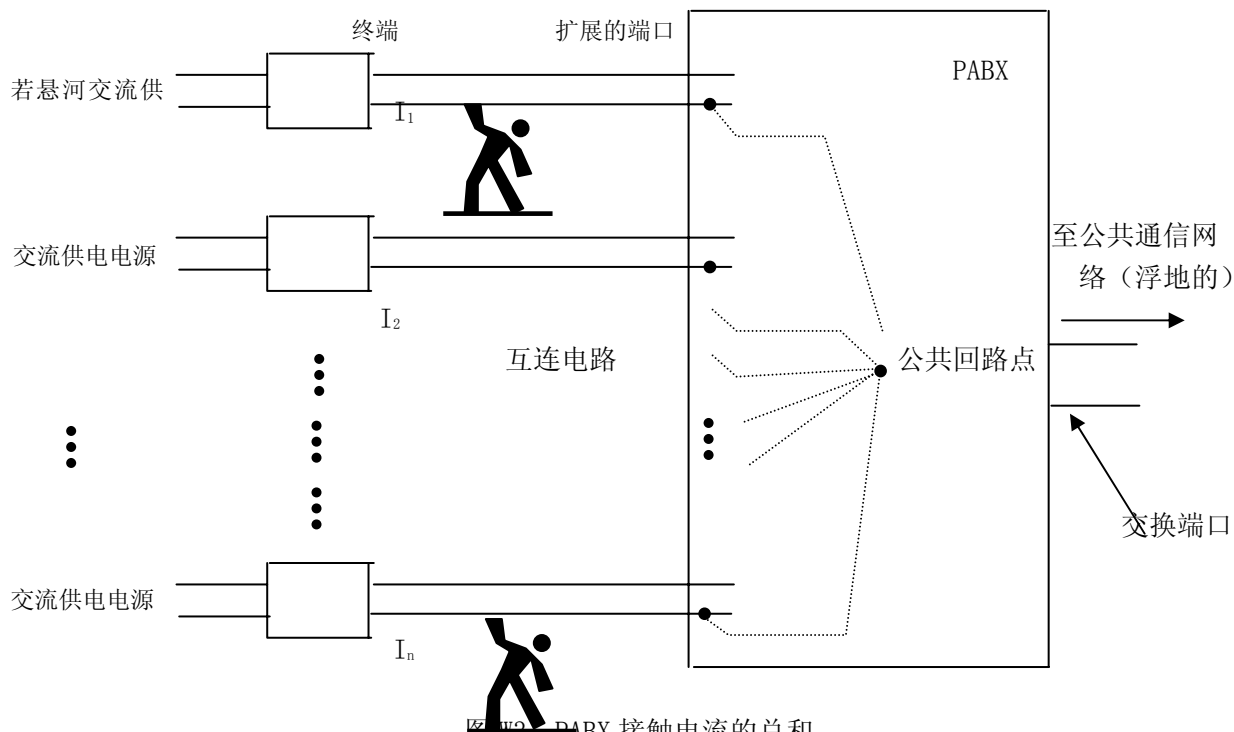 终端
扩展的端口
PABX
若悬河交流供
I₁
交流供电电源
I₂
至公共通信网
络（浮地的）
互连电路
公共回路点
交换端口
交流供电电源
Iₙ
图 W2 PABX 接触电流的总和